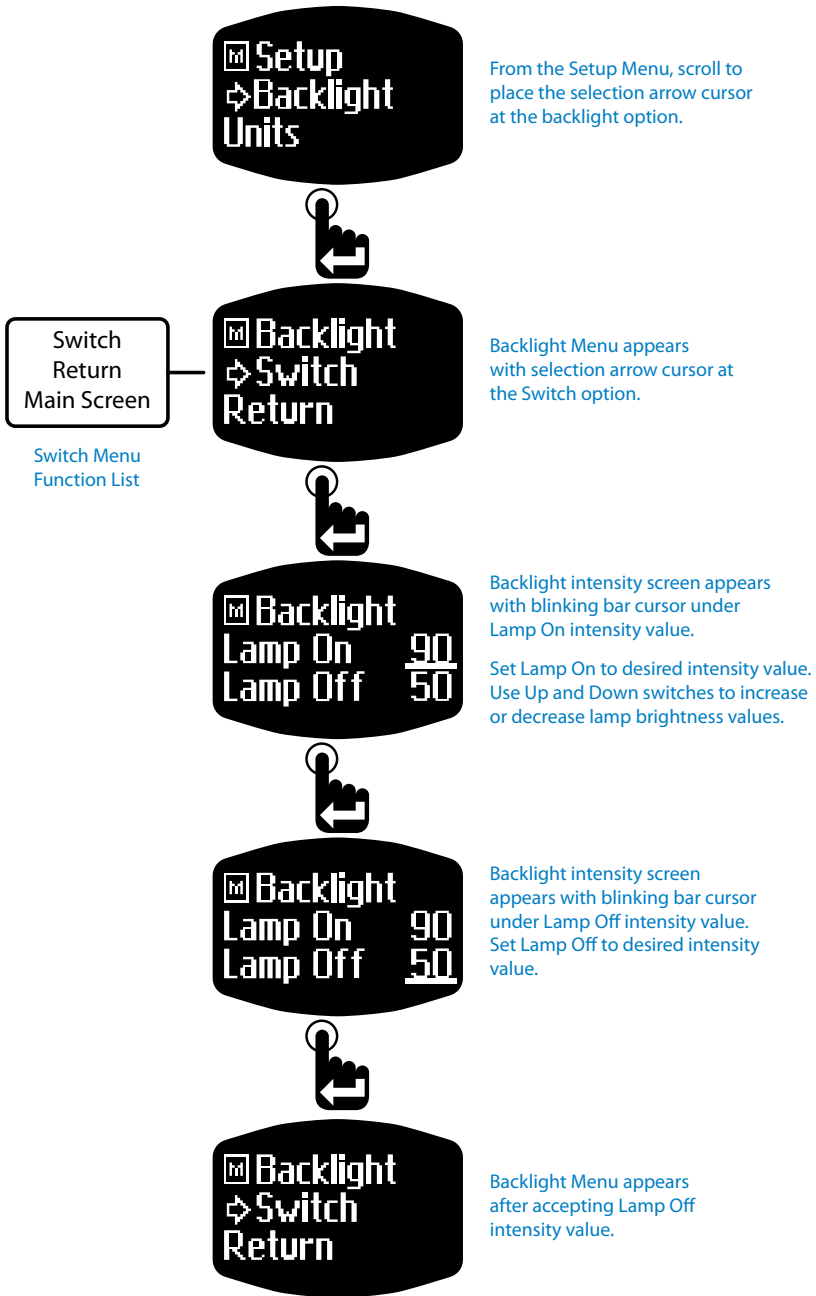 M Setup
Backlight
Units
From the Setup Menu, scroll to
place the selection arrow cursor
at the backlight option.
Switch
Return
Main Screen
Switch Menu
Function List
M Backlight
Switch
Return
Backlight Menu appears
with selection arrow cursor at
the Switch option.
M Backlight
Lamp On 90
Lamp Off 50
Backlight intensity screen appears
with blinking bar cursor under
Lamp On intensity value.
Set Lamp On to desired intensity value.
Use Up and Down switches to increase
or decrease lamp brightness values.
M Backlight
Lamp On 90
Lamp Off 50
Backlight intensity screen
appears with blinking bar cursor
under Lamp Off intensity value.
Set Lamp Off to desired intensity
value.
M Backlight
Switch
Return
Backlight Menu appears
after accepting Lamp Off
intensity value.